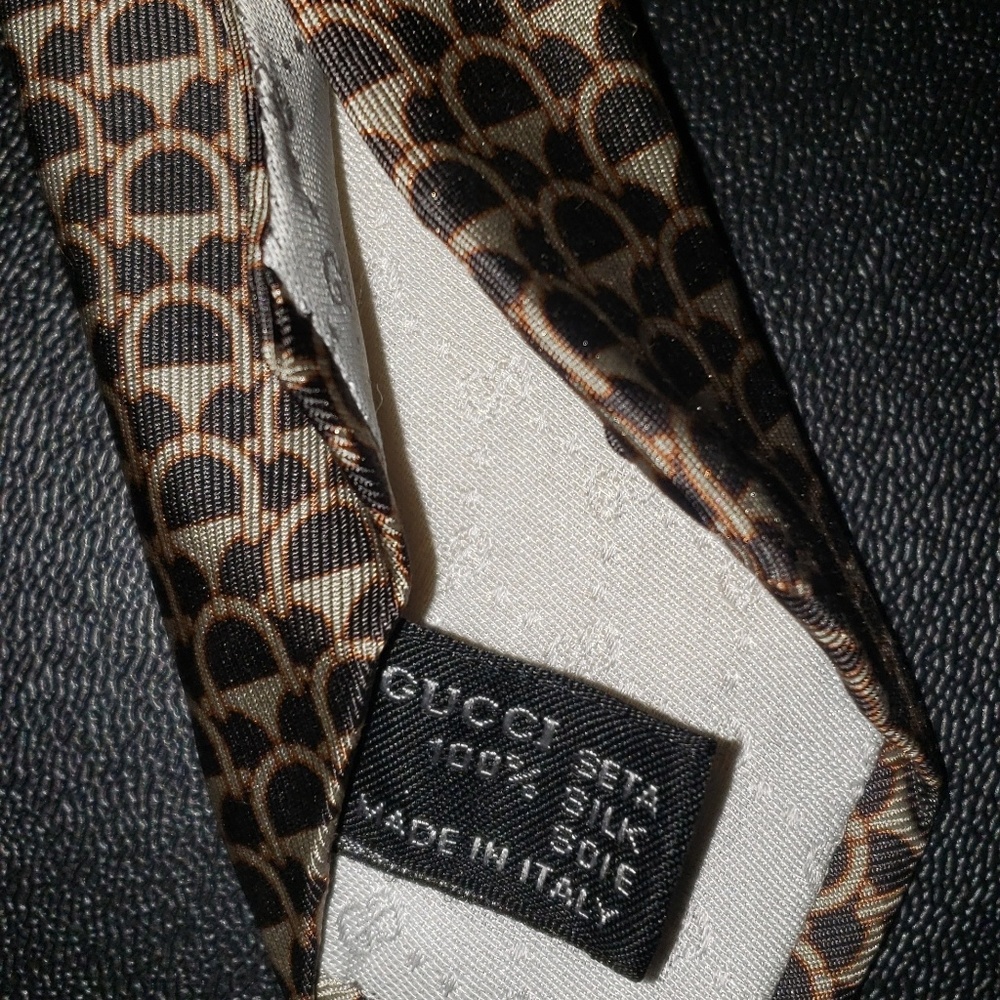 GUCCI
100% SETA
SILK
SOIE
MADE IN ITALY